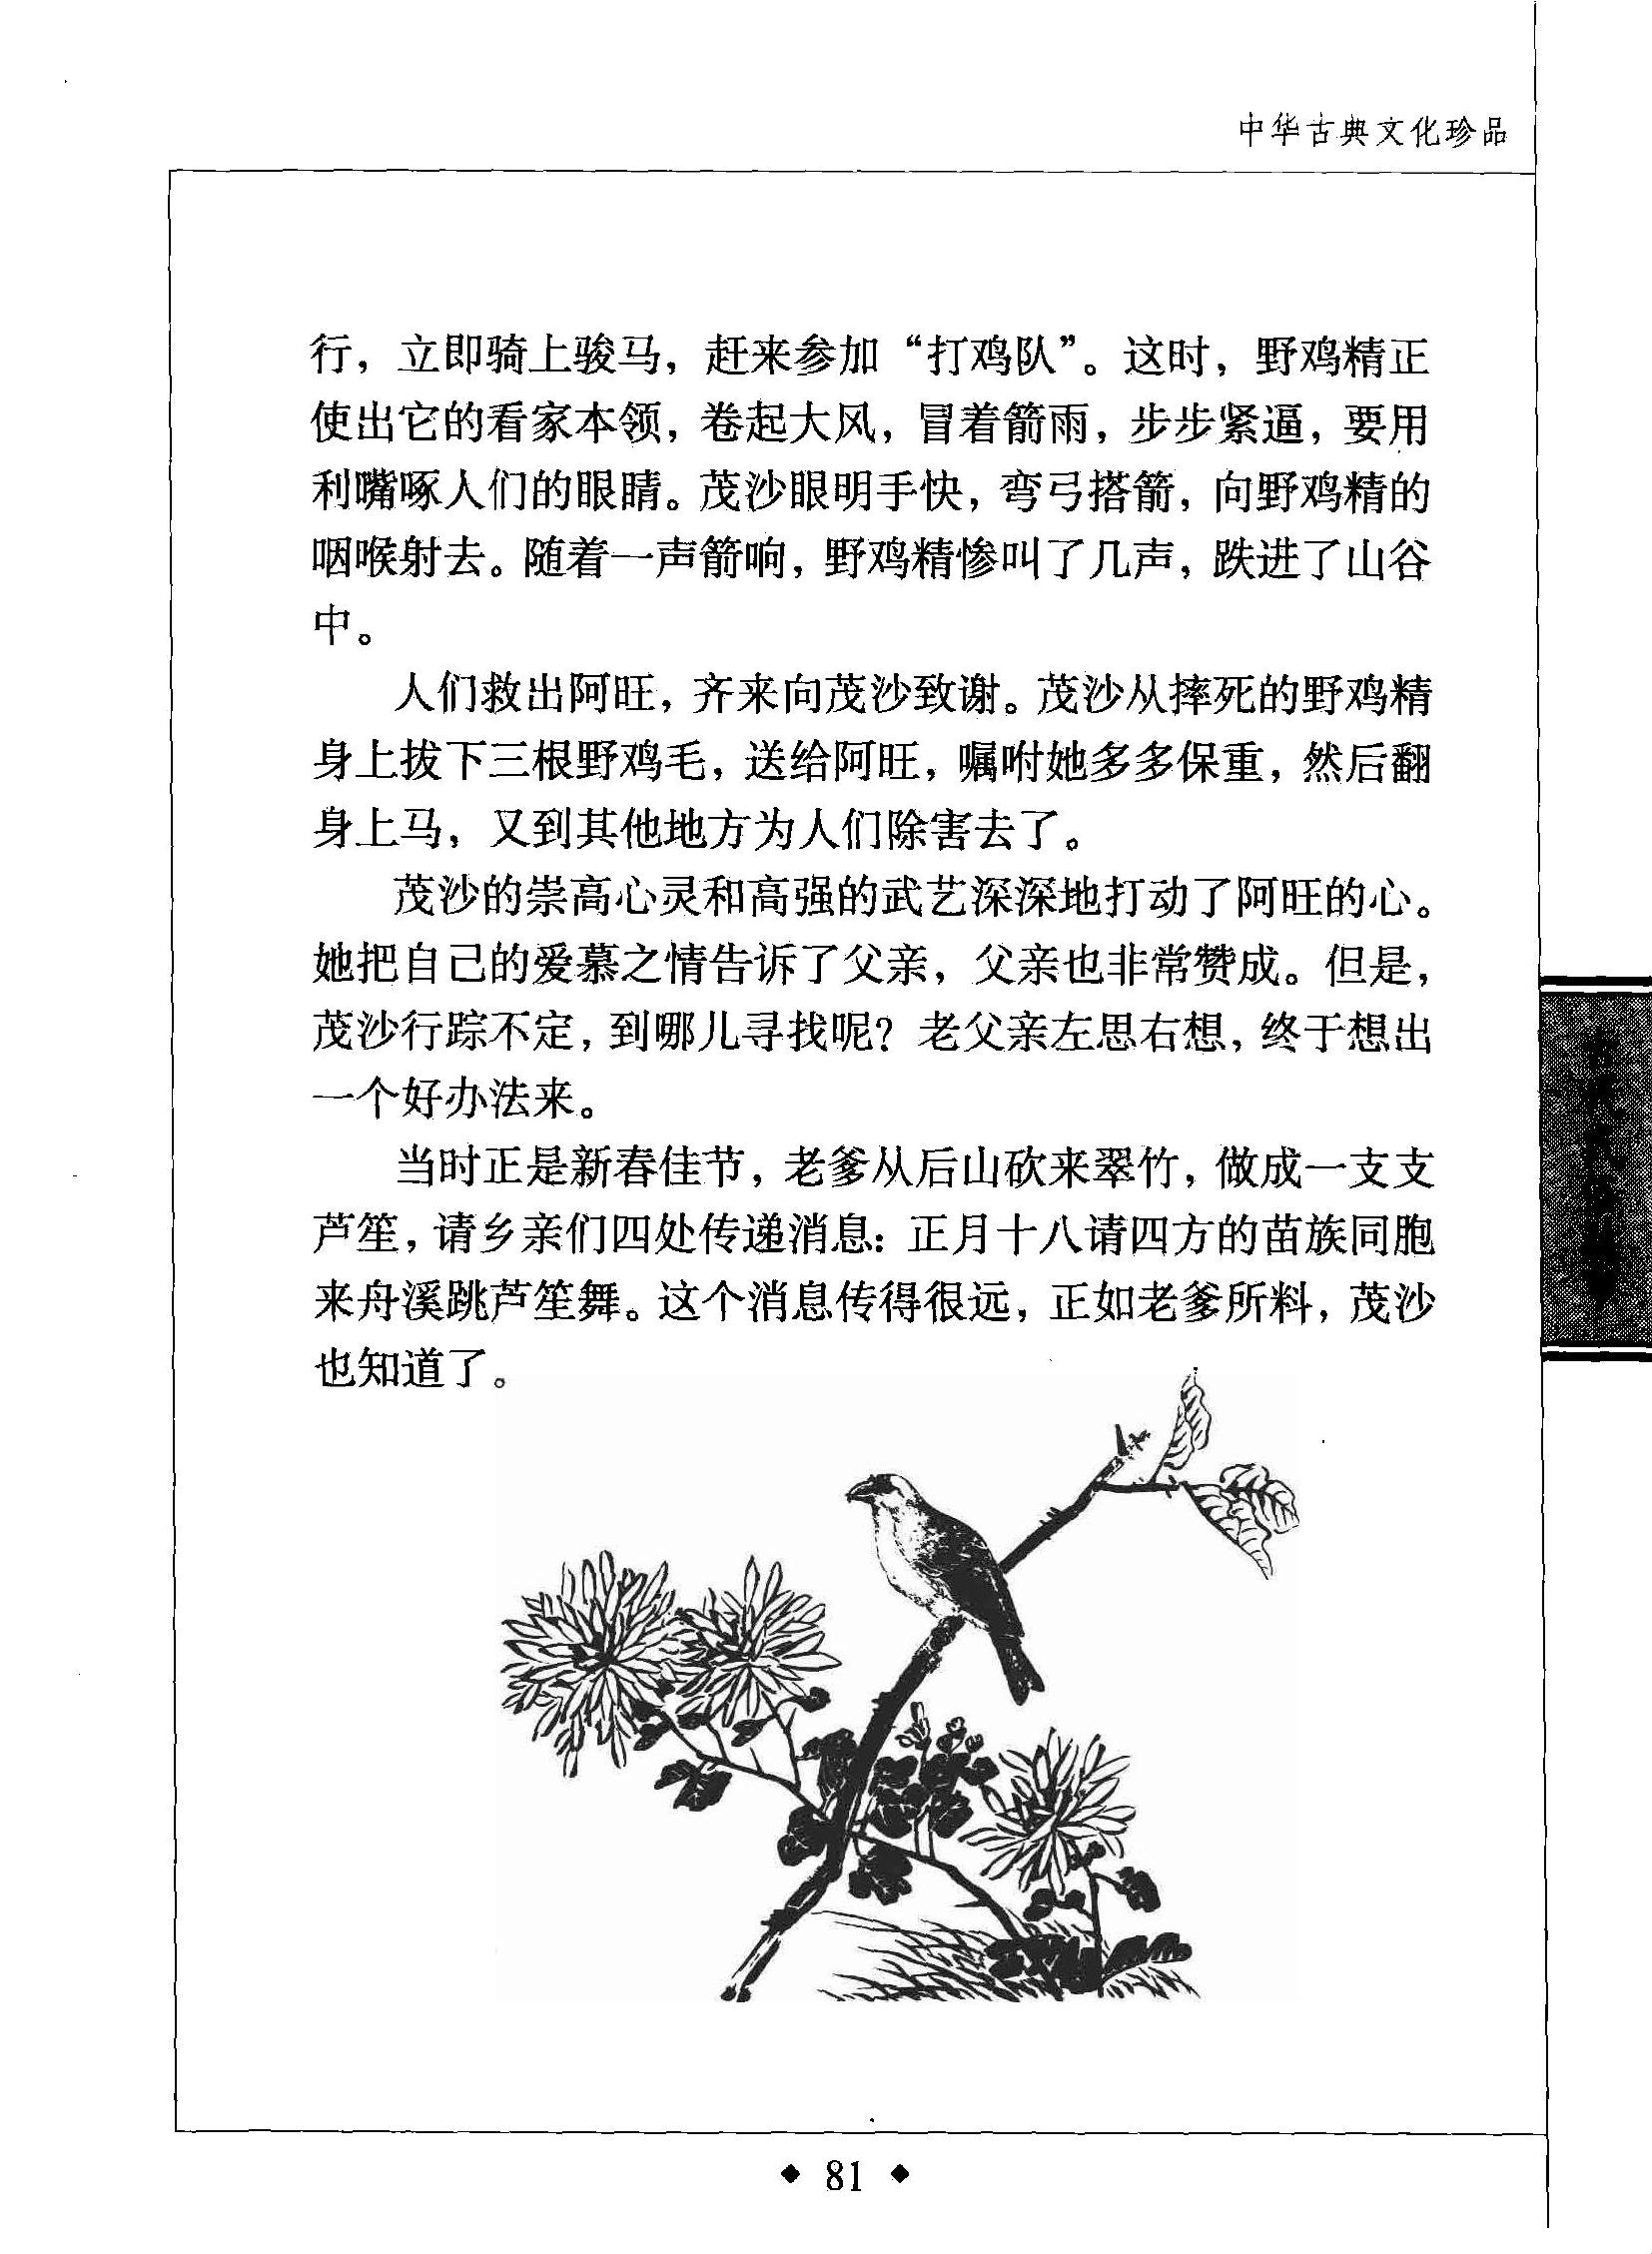 中华古典文化珍品
行，立即骑上骏马，赶来参加“打鸡队”。这时，野鸡精正
使出它的看家本领，卷起大风，冒着箭雨，步步紧逼，要用
利嘴啄人们的眼睛。茂沙眼明手快，弯弓搭箭，向野鸡精的
咽喉射去。随着一声箭响，野鸡精惨叫了几声，跌进了山谷
中。
人们救出阿旺，齐来向茂沙致谢。茂沙从摔死的野鸡精
身上拔下三根野鸡毛，送给阿旺，嘱咐她多多保重，然后翻
身上马，又到其他地方为人们除害去了。
茂沙的崇高心灵和高强的武艺深深地打动了阿旺的心。
她把自己的爱慕之情告诉了父亲，父亲也非常赞成。但是，
茂沙行踪不定，到哪儿寻找呢？老父亲左思右想，终于想出
一个好办法来。
当时正是新春佳节，老爹从后山砍来翠竹，做成一支支
芦笙，请乡亲们四处传递消息：正月十八请四方的苗族同胞
来舟溪跳芦笙舞。这个消息传得很远，正如老爹所料，茂沙
也知道了。
◆ 81 ◆